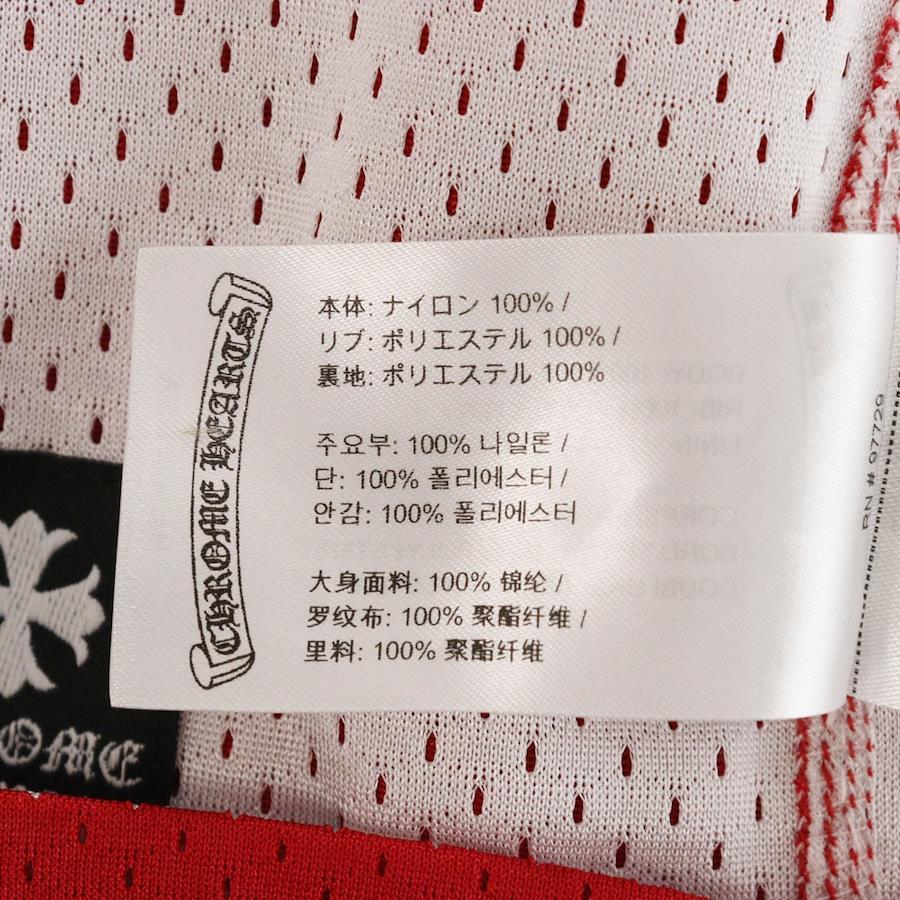 CHROME HEARTS
本体: ナイロン 100% /
リブ: ポリエステル 100% /
裏地: ポリエステル 100%
주요부: 100% 나일론 /
단: 100% 폴리에스터 /
안감: 100% 폴리에스터
大身面料: 100% 锦纶 /
罗纹布: 100% 聚酯纤维 /
里料: 100% 聚酯纤维
RN # 97729
OME